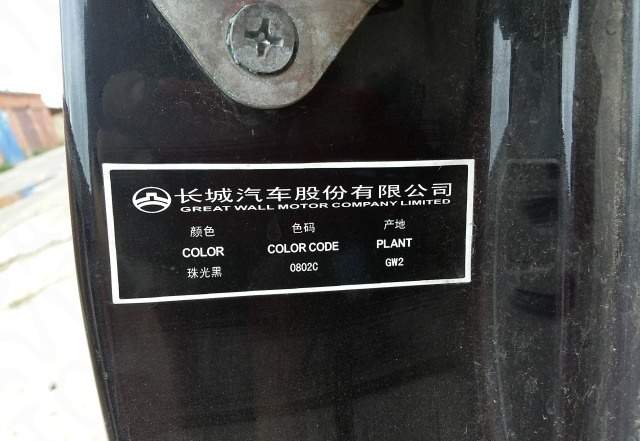 长城汽车股份有限公司
GREAT WALL MOTOR COMPANY LIMITED
颜色 色码 产地
COLOR COLOR CODE PLANT
珠光黑 0802C GW2